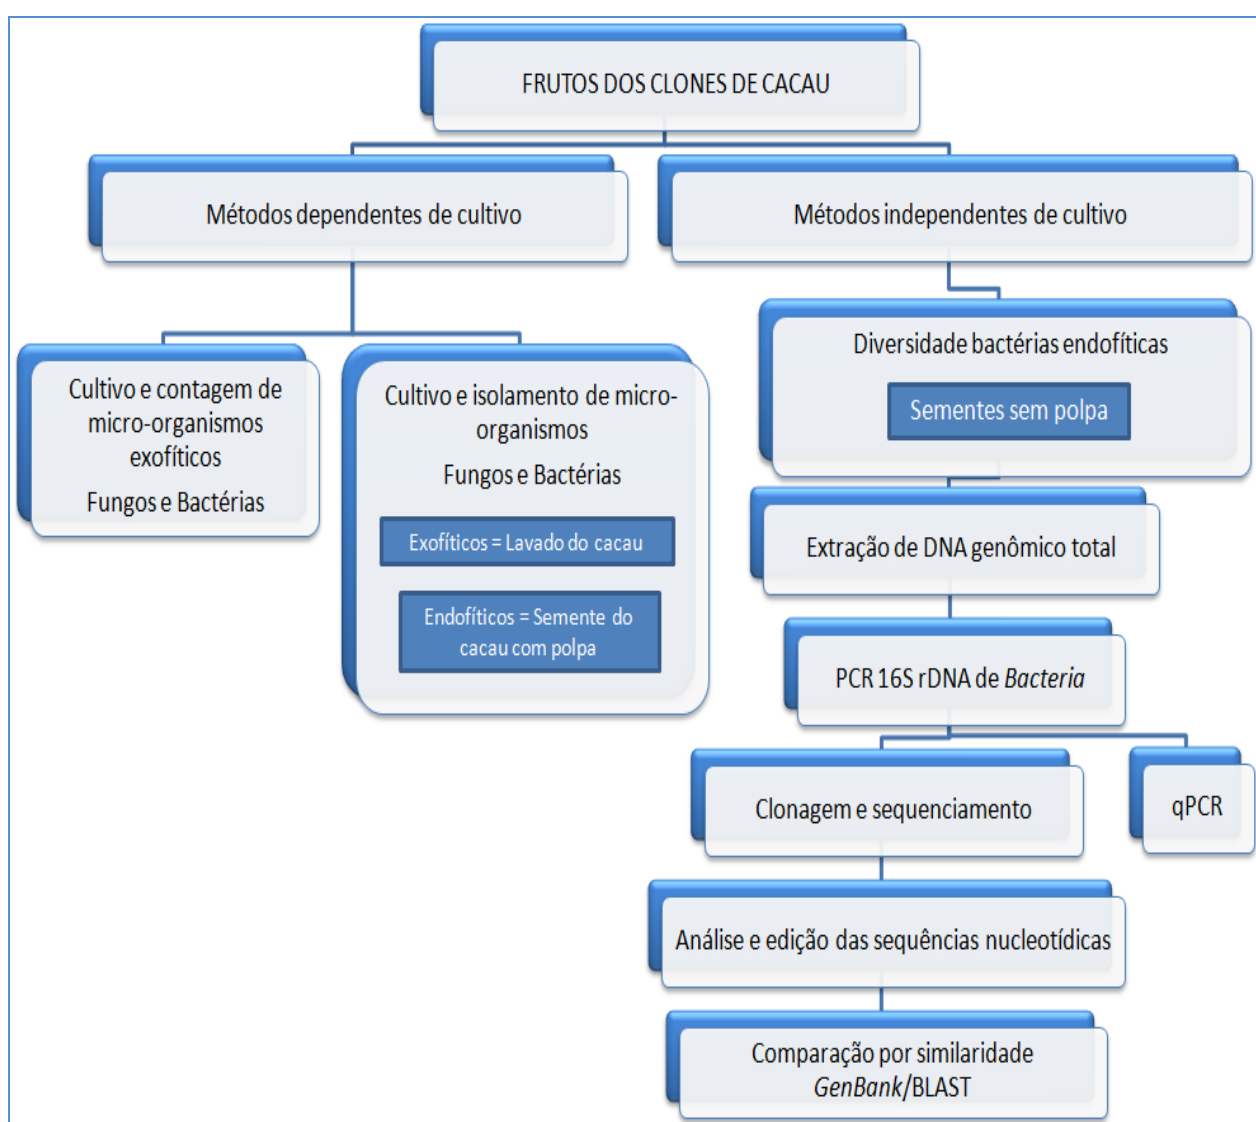 FRUTOS DOS CLONES DE CACAU
Métodos dependentes de cultivo
Métodos independentes de cultivo
Cultivo e contagem de
micro-organismos
exofíticos
Fungos e Bactérias
Cultivo e isolamento de micro-
organismos
Fungos e Bactérias
Exofíticos = Lavado do cacau
Endofíticos = Semente do
cacau com polpa
Diversidade bactérias endofíticas
Sementes sem polpa
Extração de DNA genômico total
PCR 16S rDNA de Bacteria
Clonagem e sequenciamento
qPCR
Análise e edição das sequências nucleotídicas
Comparação por similaridade
GenBank/BLAST